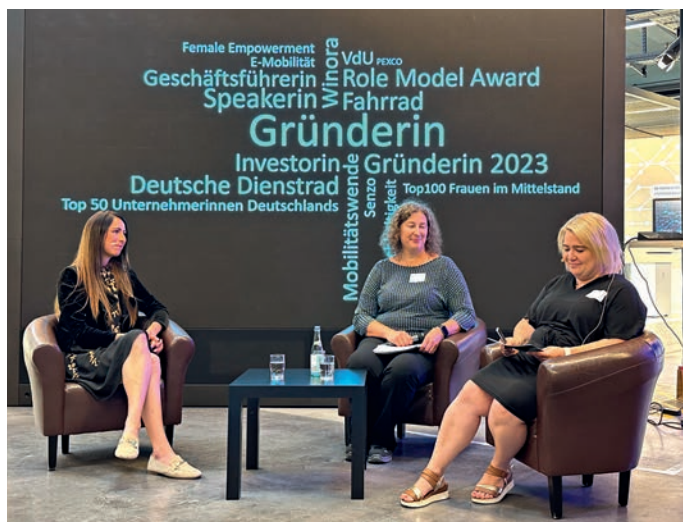 Female Empowerment
E-Mobilität
Winora
VdU PEXCO
Geschäftsführerin
Role Model Award
Speakerin
Fahrrad
Gründerin
Investorin
Gründerin 2023
Deutsche Dienstrad
Top100 Frauen im Mittelstand
Top 50 Unternehmerinnen Deutschlands
Mobilitätswende
Senzo